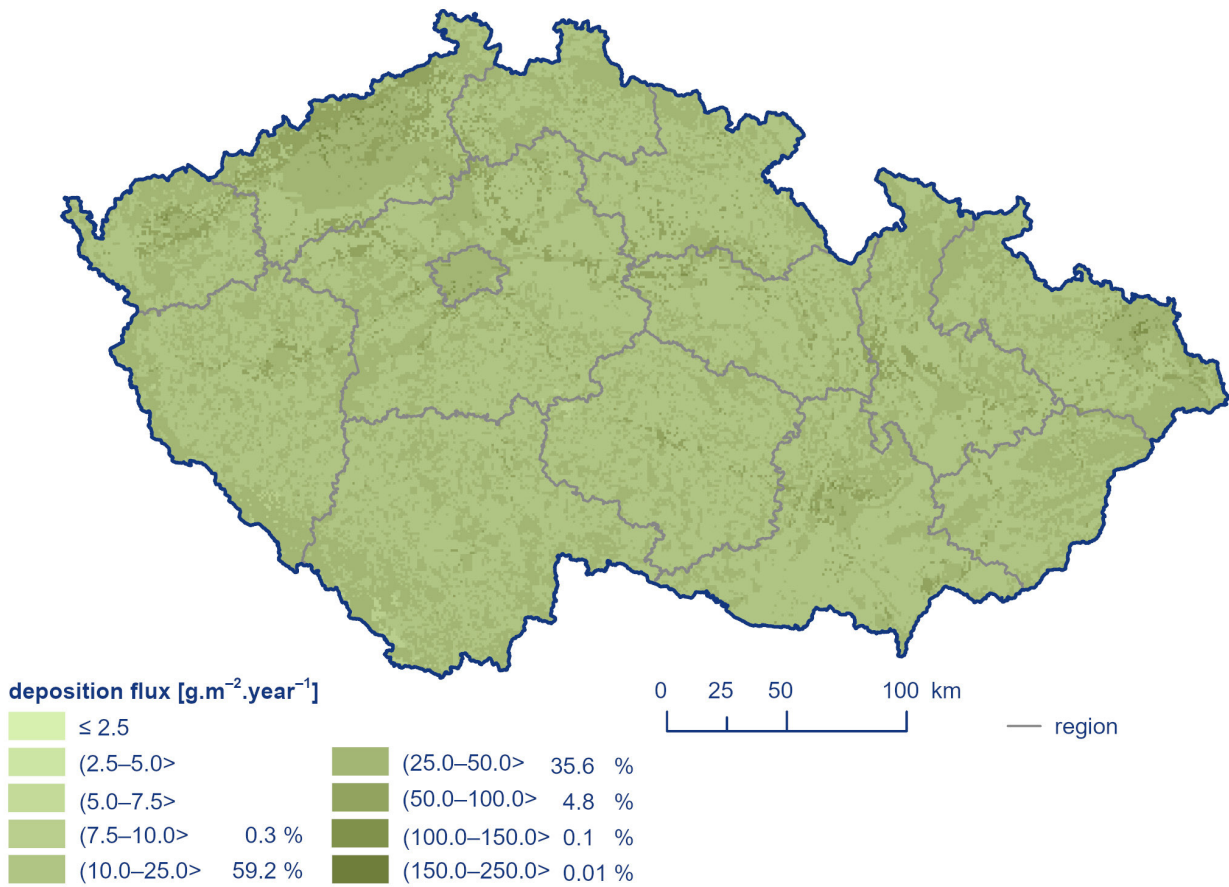 deposition flux [g.m⁻².year⁻¹]
≤ 2.5
(2.5–5.0>
(5.0–7.5>
(7.5–10.0> 0.3 %
(10.0–25.0> 59.2 %
(25.0–50.0> 35.6 %
(50.0–100.0> 4.8 %
(100.0–150.0> 0.1 %
(150.0–250.0> 0.01 %
0 25 50 100 km
region